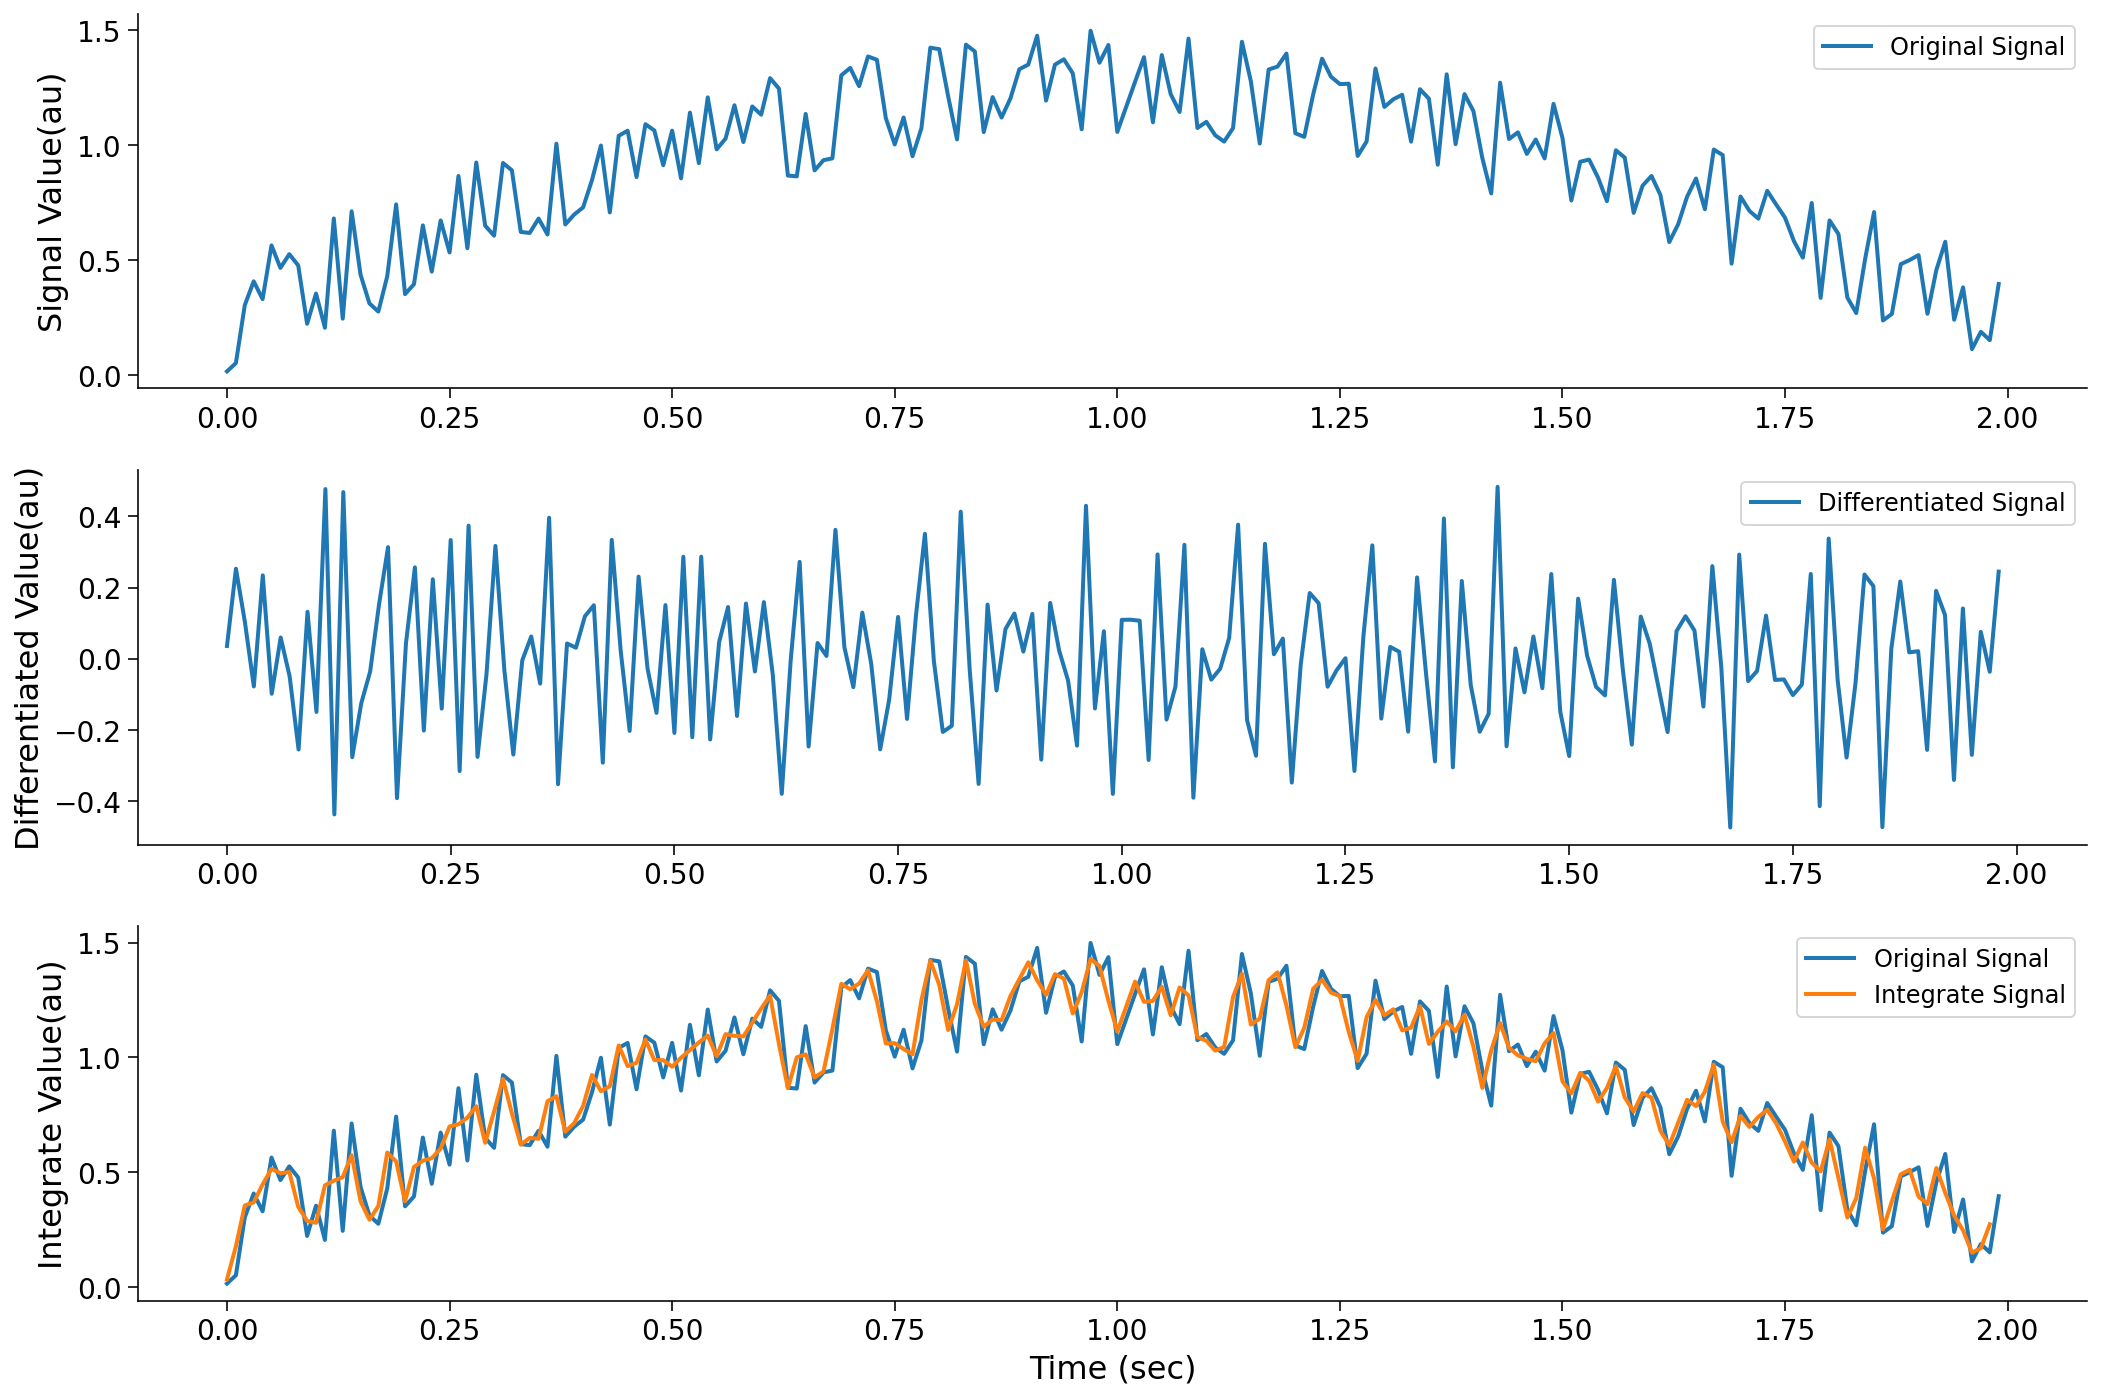 Signal Value(au)
1.5
1.0
0.5
0.0
Original Signal
0.00 0.25 0.50 0.75 1.00 1.25 1.50 1.75 2.00
Differentiated Value(au)
0.4
0.2
0.0
−0.2
−0.4
Differentiated Signal
0.00 0.25 0.50 0.75 1.00 1.25 1.50 1.75 2.00
Integrate Value(au)
1.5
1.0
0.5
0.0
Original Signal
Integrate Signal
0.00 0.25 0.50 0.75 1.00 1.25 1.50 1.75 2.00
Time (sec)